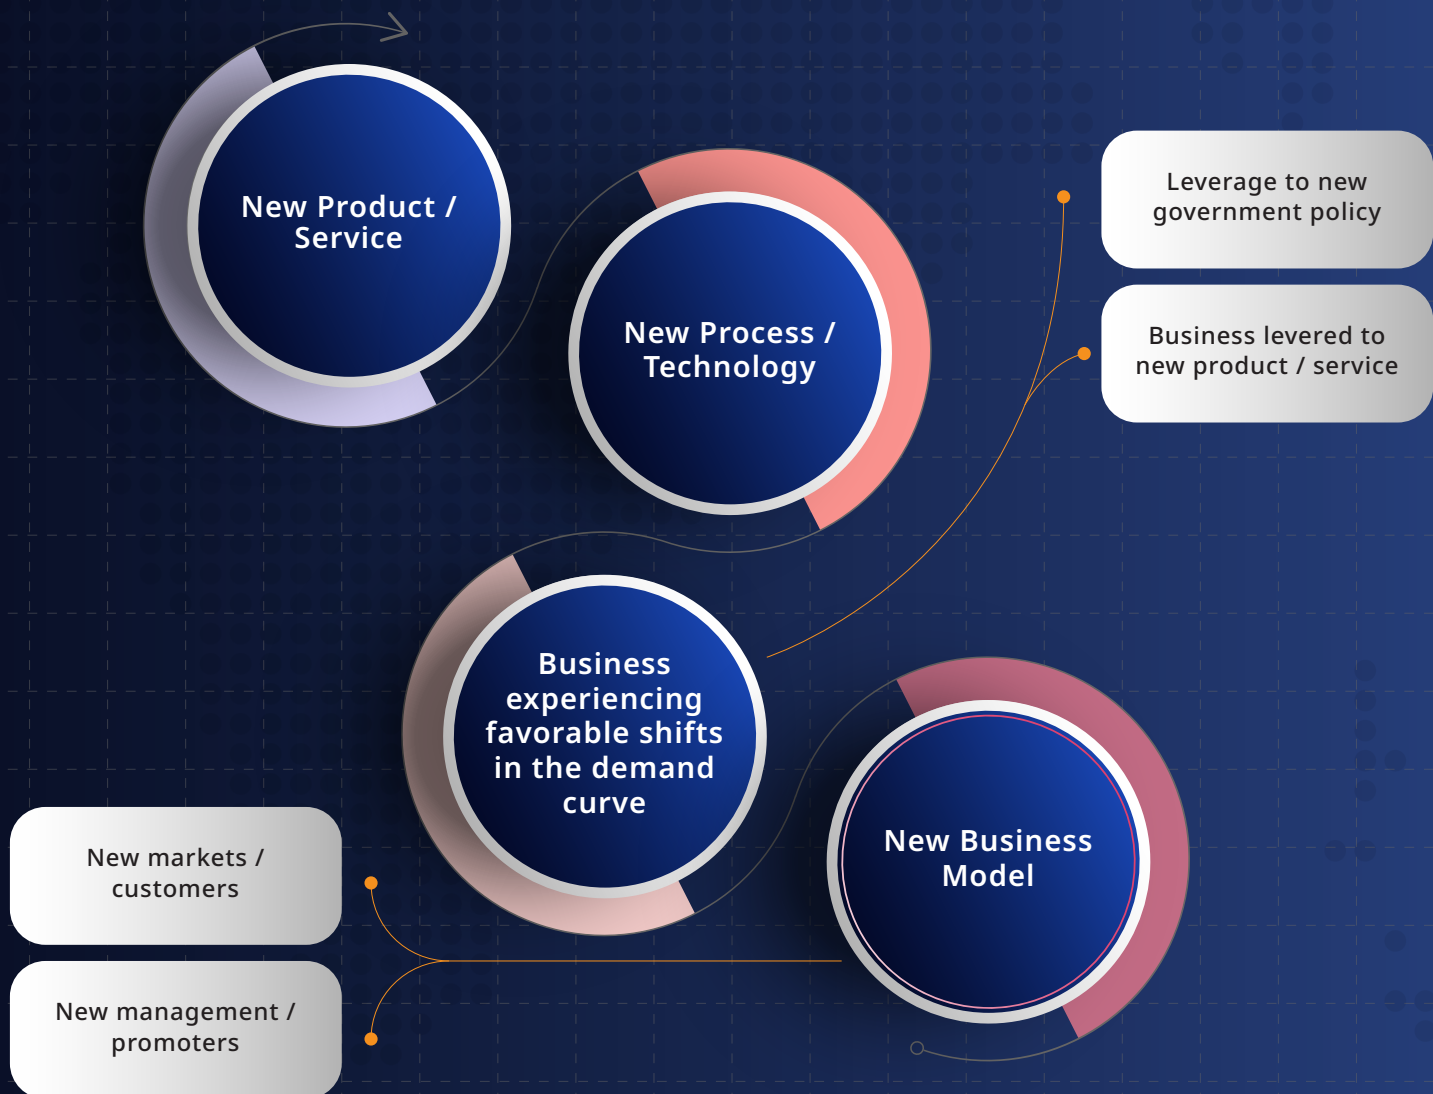 New Product /
Service
New Process /
Technology
Leverage to new
government policy
Business levered to
new product / service
Business
experiencing
favorable shifts
in the demand
curve
New Business
Model
New markets /
customers
New management /
promoters